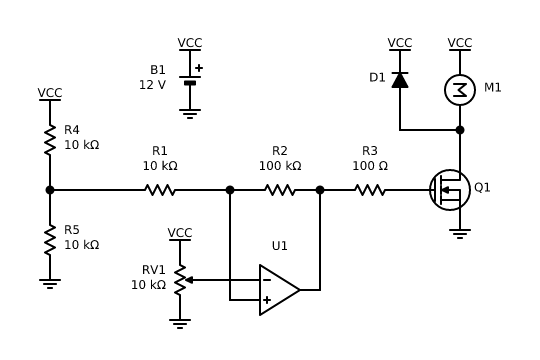 VCC
VCC
VCC
B1
12 V
+
D1
M1
VCC
R4
10 kΩ
R1
10 kΩ
R2
100 kΩ
R3
100 Ω
Q1
R5
10 kΩ
VCC
U1
RV1
10 kΩ
−
+